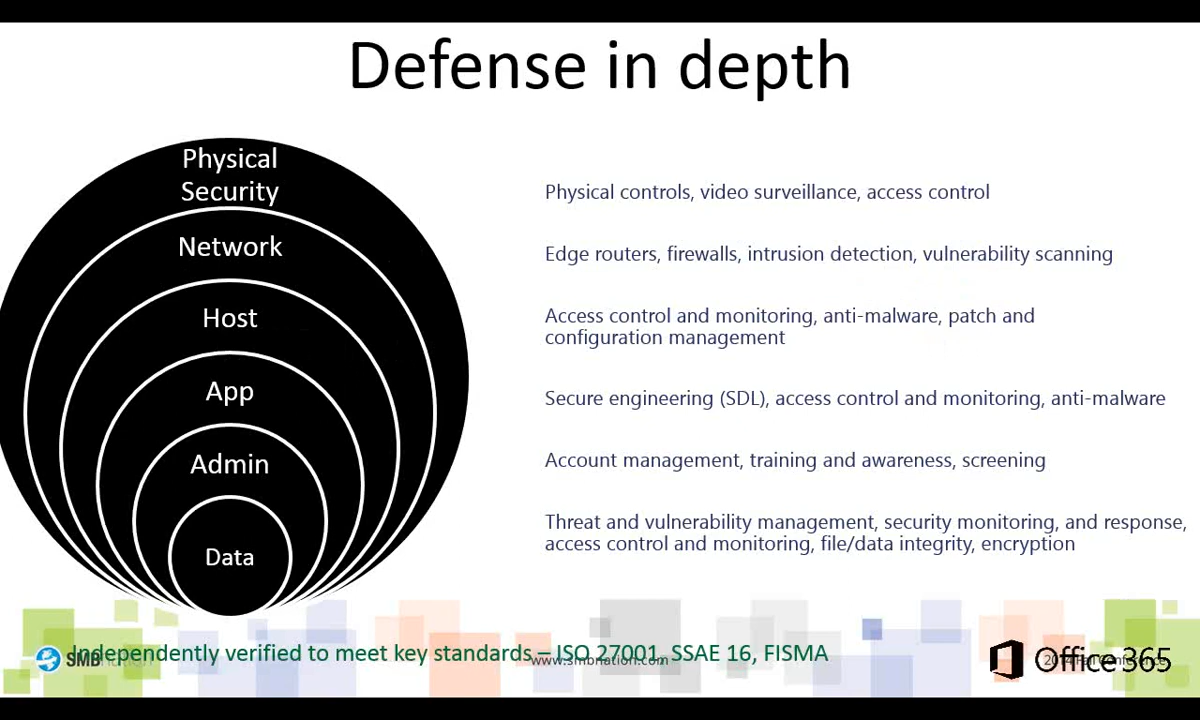 Defense in depth
Physical
Security
Physical controls, video surveillance, access control
Network
Edge routers, firewalls, intrusion detection, vulnerability scanning
Host
Access control and monitoring, anti-malware, patch and
configuration management
App
Secure engineering (SDL), access control and monitoring, anti-malware
Admin
Account management, training and awareness, screening
Data
Threat and vulnerability management, security monitoring, and response,
access control and monitoring, file/data integrity, encryption
Independently verified to meet key standards – ISO 27001, SSAE 16, FISMA
SMB
www.smbnation.com
Office 365
Fall Conference